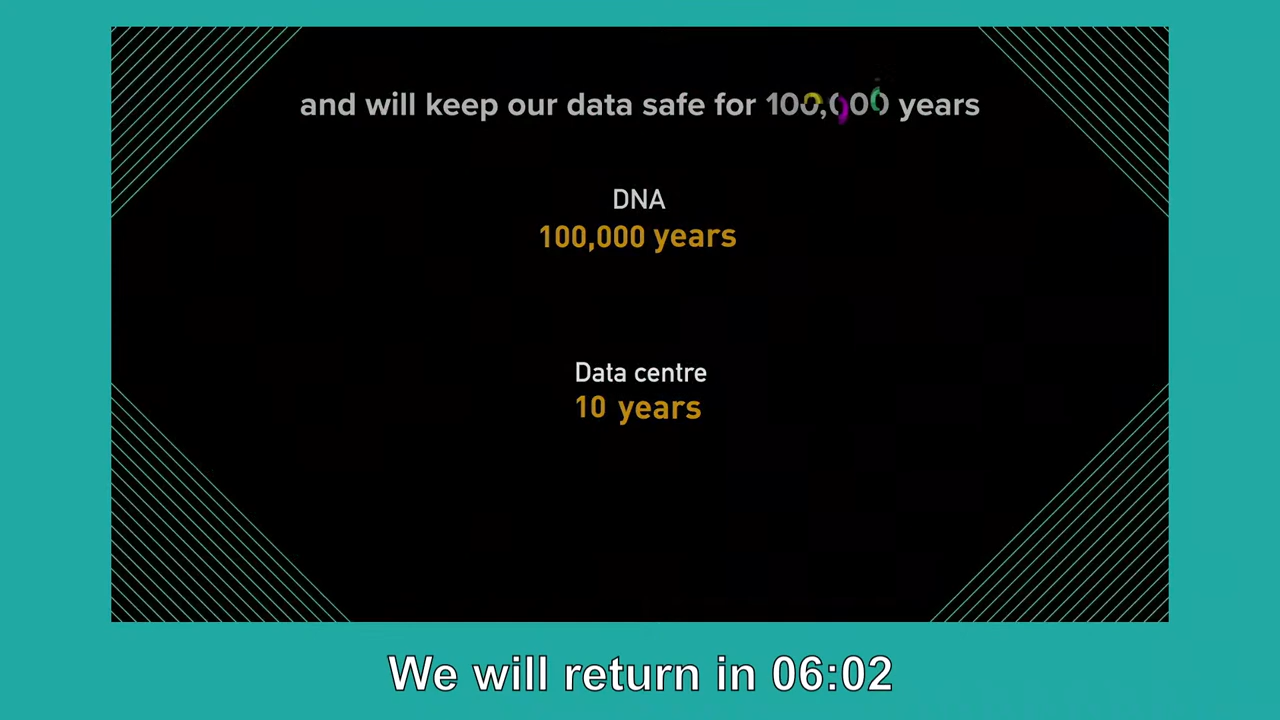 and will keep our data safe for 100,000 years
DNA
100,000 years
Data centre
10 years
We will return in 06:02